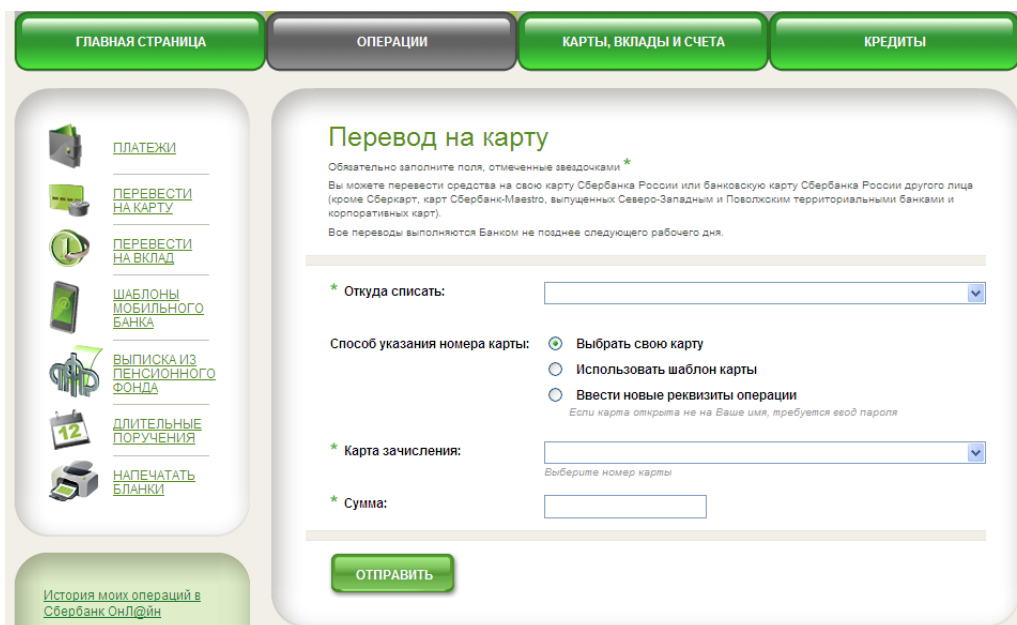 ГЛАВНАЯ СТРАНИЦА
ОПЕРАЦИИ
КАРТЫ, ВКЛАДЫ И СЧЕТА
КРЕДИТЫ
ПЛАТЕЖИ
ПЕРЕВЕСТИ
НА КАРТУ
ПЕРЕВЕСТИ
НА ВКЛАД
ШАБЛОНЫ
МОБИЛЬНОГО
БАНКА
ВЫПИСКА ИЗ
ПЕНСИОННОГО
ФОНДА
12
ДЛИТЕЛЬНЫЕ
ПОРУЧЕНИЯ
НАПЕЧАТАТЬ
БЛАНКИ
История моих операций в
Сбербанк ОнЛ@йн
Перевод на карту
Обязательно заполните поля, отмеченные звездочками *
Вы можете перевести средства на свою карту Сбербанка России или банковскую карту Сбербанка России другого лица
(кроме Сберкарт, карт Сбербанк-Maestro, выпущенных Северо-Западным и Поволжским территориальными банками и
корпоративных карт).
Все переводы выполняются Банком не позднее следующего рабочего дня.
* Откуда списать:
Способ указания номера карты:
Выбрать свою карту
Использовать шаблон карты
Ввести новые реквизиты операции
Если карта открыта не на Ваше имя, требуется ввод пароля
* Карта зачисления:
Выберите номер карты
* Сумма:
ОТПРАВИТЬ